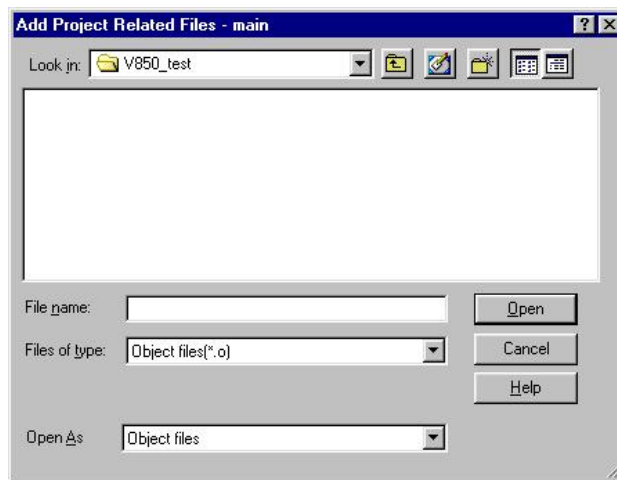 Add Project Related Files - main
Look in: V850_test
File name:
Open
Files of type: Object files(*.o)
Cancel
Help
Open As Object files